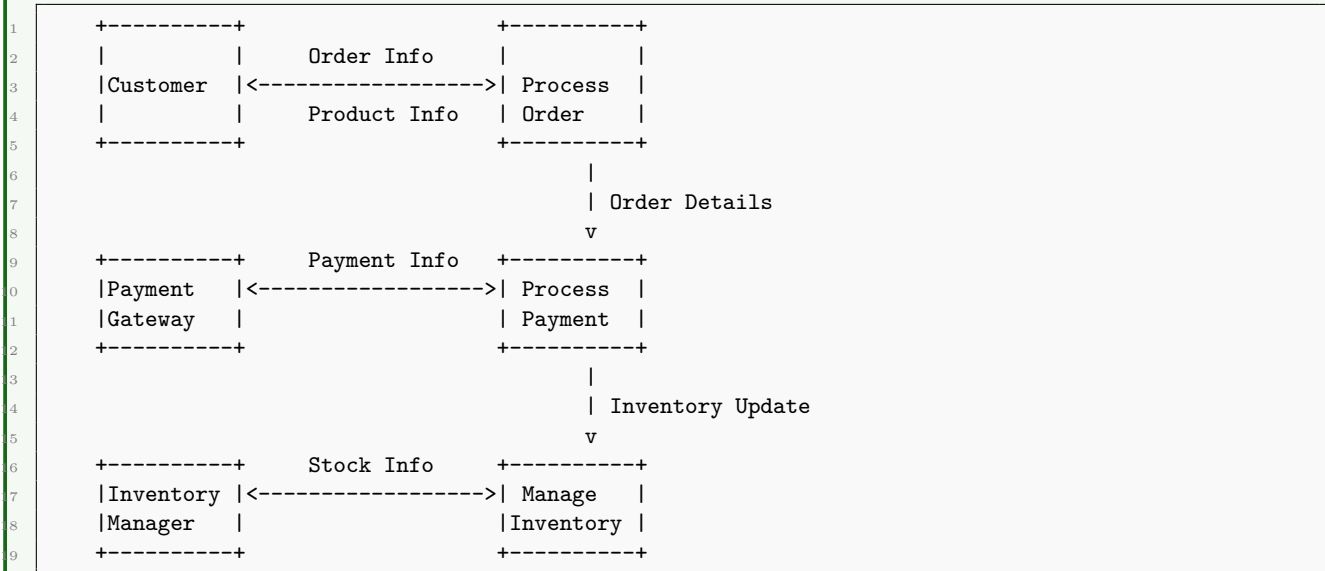 1        +----------+                    +----------+
2        |          |     Order Info     |          |
3        |Customer  |<------------------>| Process  |
4        |          |     Product Info   | Order    |
5        +----------+                    +----------+
6                                               |
7                                               | Order Details
8                                               v
9        +----------+     Payment Info   +----------+
10       |Payment   |<------------------>| Process  |
11       |Gateway   |                    | Payment  |
12       +----------+                    +----------+
13                                              |
14                                              | Inventory Update
15                                              v
16       +----------+     Stock Info     +----------+
17       |Inventory |<------------------>| Manage   |
18       |Manager   |                    |Inventory |
19       +----------+                    +----------+